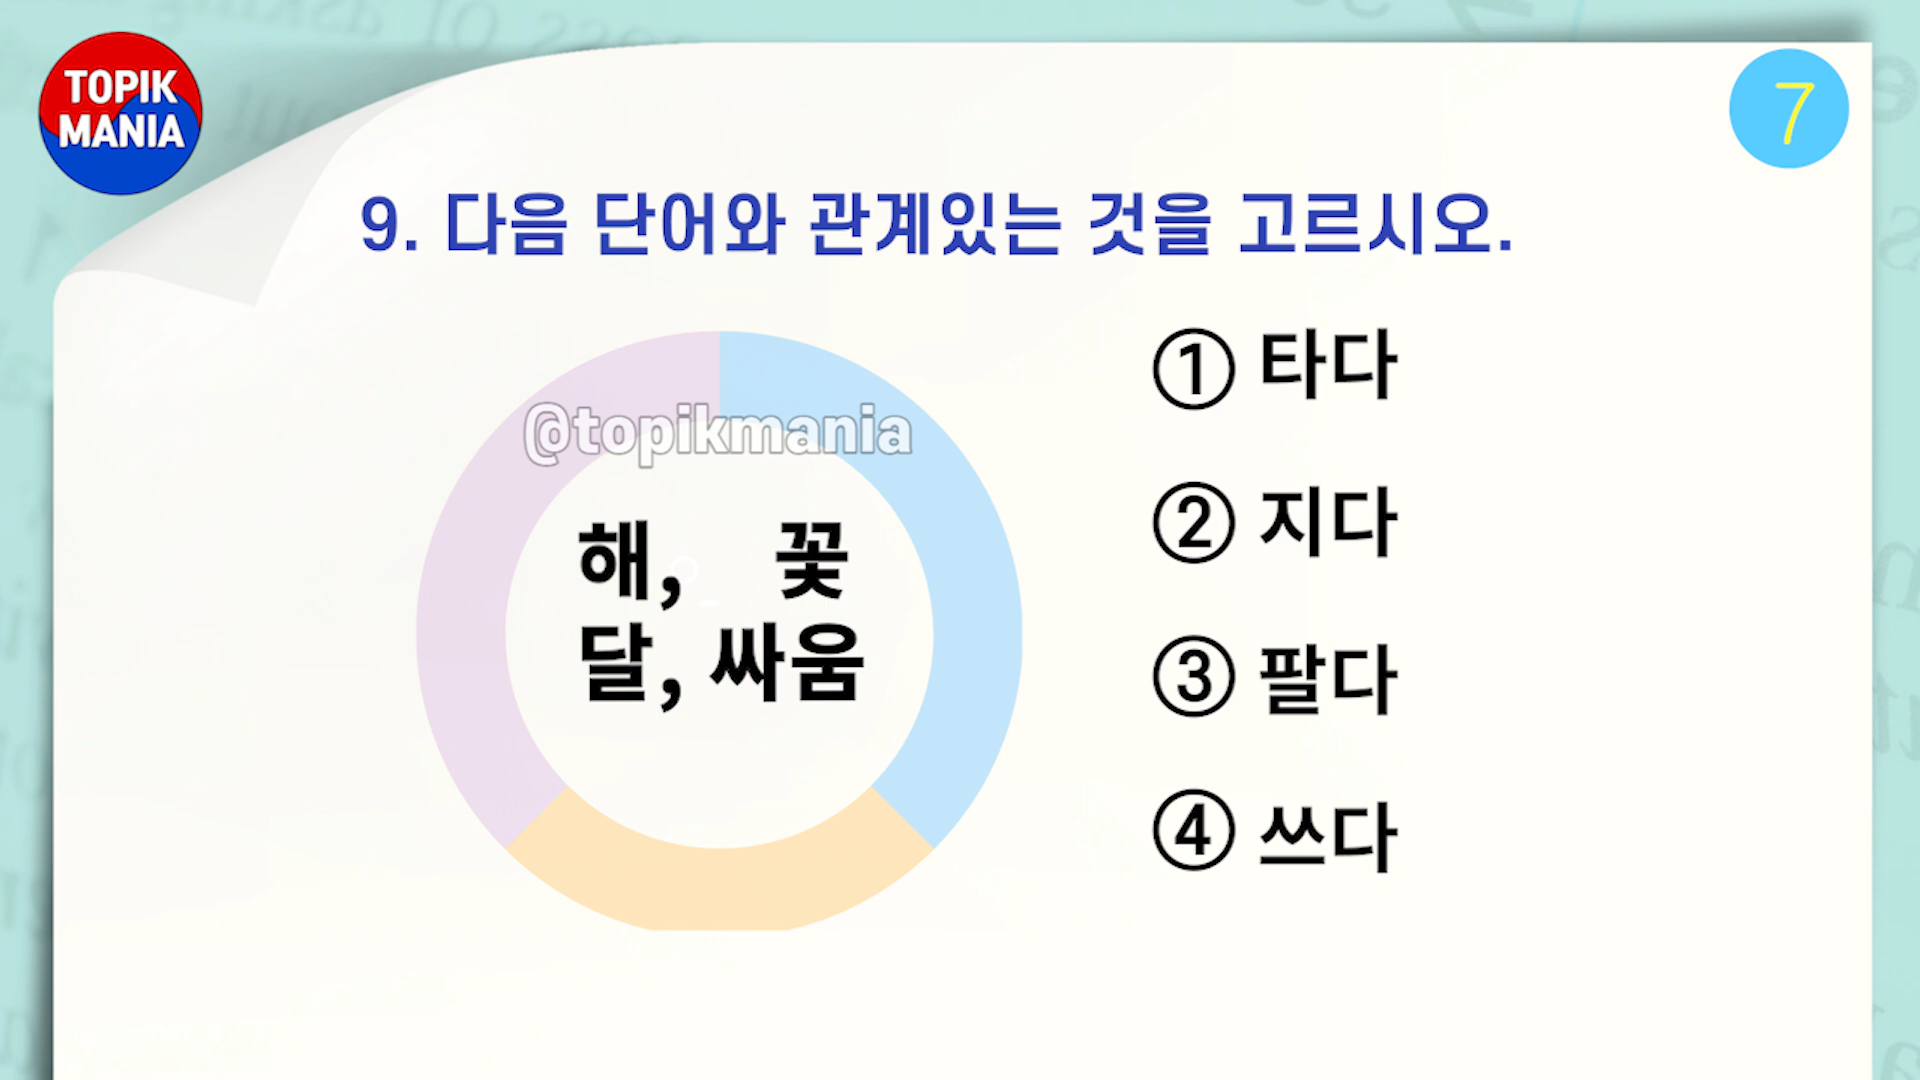 TOPIK
MANIA
7
9. 다음 단어와 관계있는 것을 고르시오.
@topikmania
해, 꽃
달, 싸움
① 타다
② 지다
③ 팔다
④ 쓰다